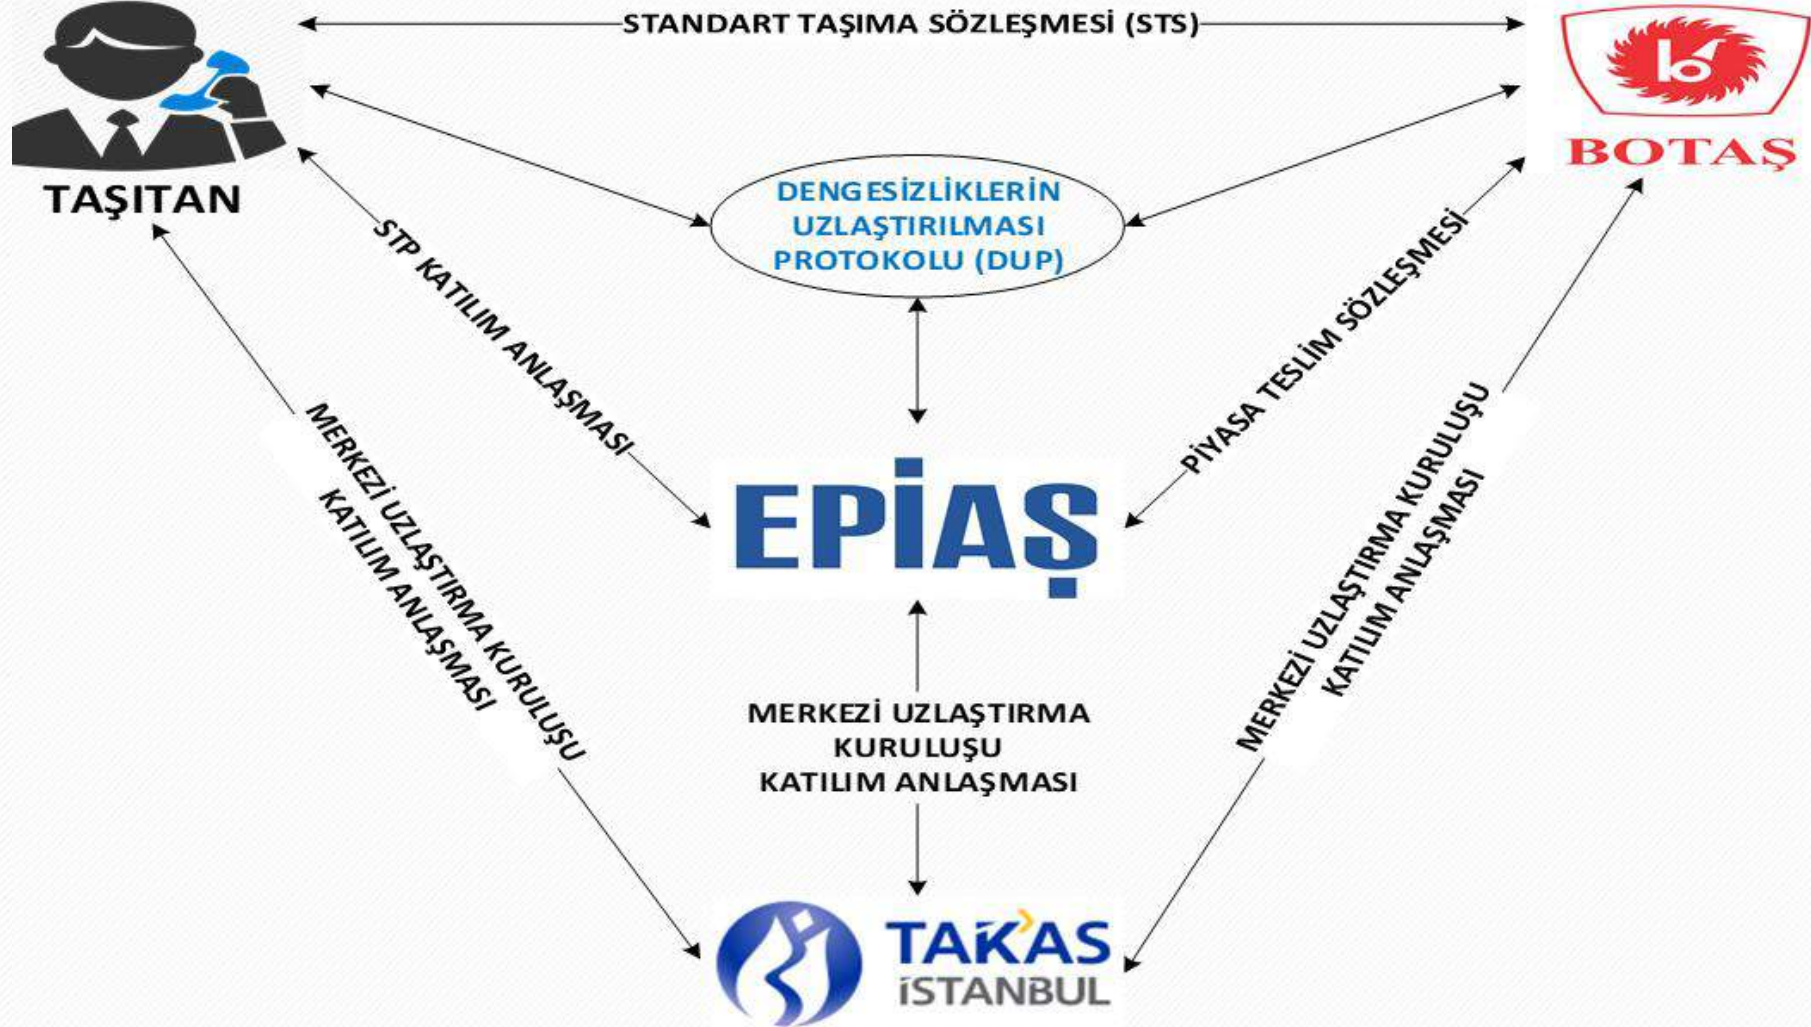 STANDART TAŞIMA SÖZLEŞMESİ (STS)
BOTAŞ
TAŞITAN
DENGESİZLİKLERİN
UZLAŞTIRILMASI
PROTOKOLU (DUP)
STP KATILIM ANLAŞMASI
PİYASA TESLİM SÖZLEŞMESİ
EPİAŞ
MERKEZİ UZLAŞTIRMA KURULUŞU
KATILIM ANLAŞMASI
MERKEZİ UZLAŞTIRMA KURULUŞU
KATILIM ANLAŞMASI
MERKEZİ UZLAŞTIRMA
KURULUŞU
KATILIM ANLAŞMASI
TAKAS
İSTANBUL